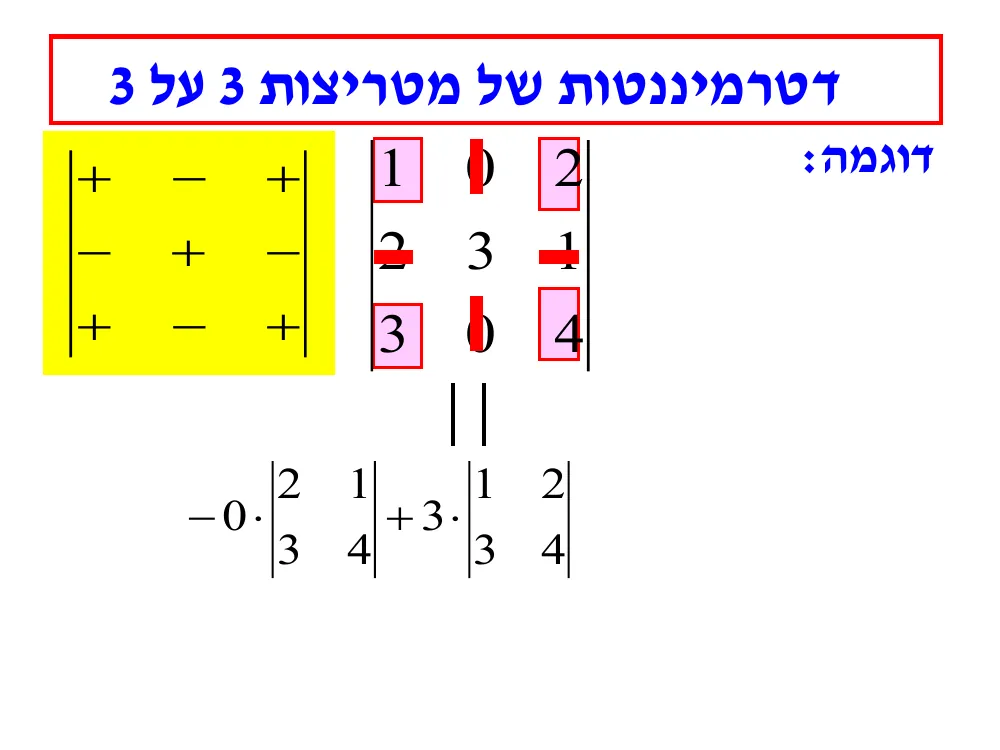 דטרמיננטות של מטריצות 3 על 3
דוגמה:
+ − +
− + −
+ − +
1 0 2
2 3 1
3 0 4
||
−0· |2 1| +3· |1 2|
|3 4| |3 4|